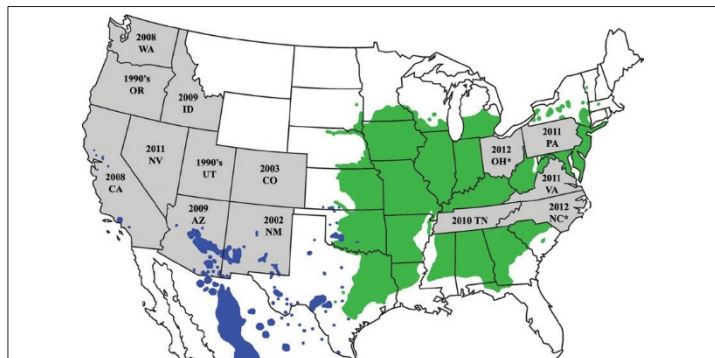 2008
WA
1990's
OR
2009
ID
2011
NV
2008
CA
1990's
UT
2003
CO
2009
AZ
2002
NM
2010 TN
2012
OH*
2011
PA
2011
VA
2012
NC*